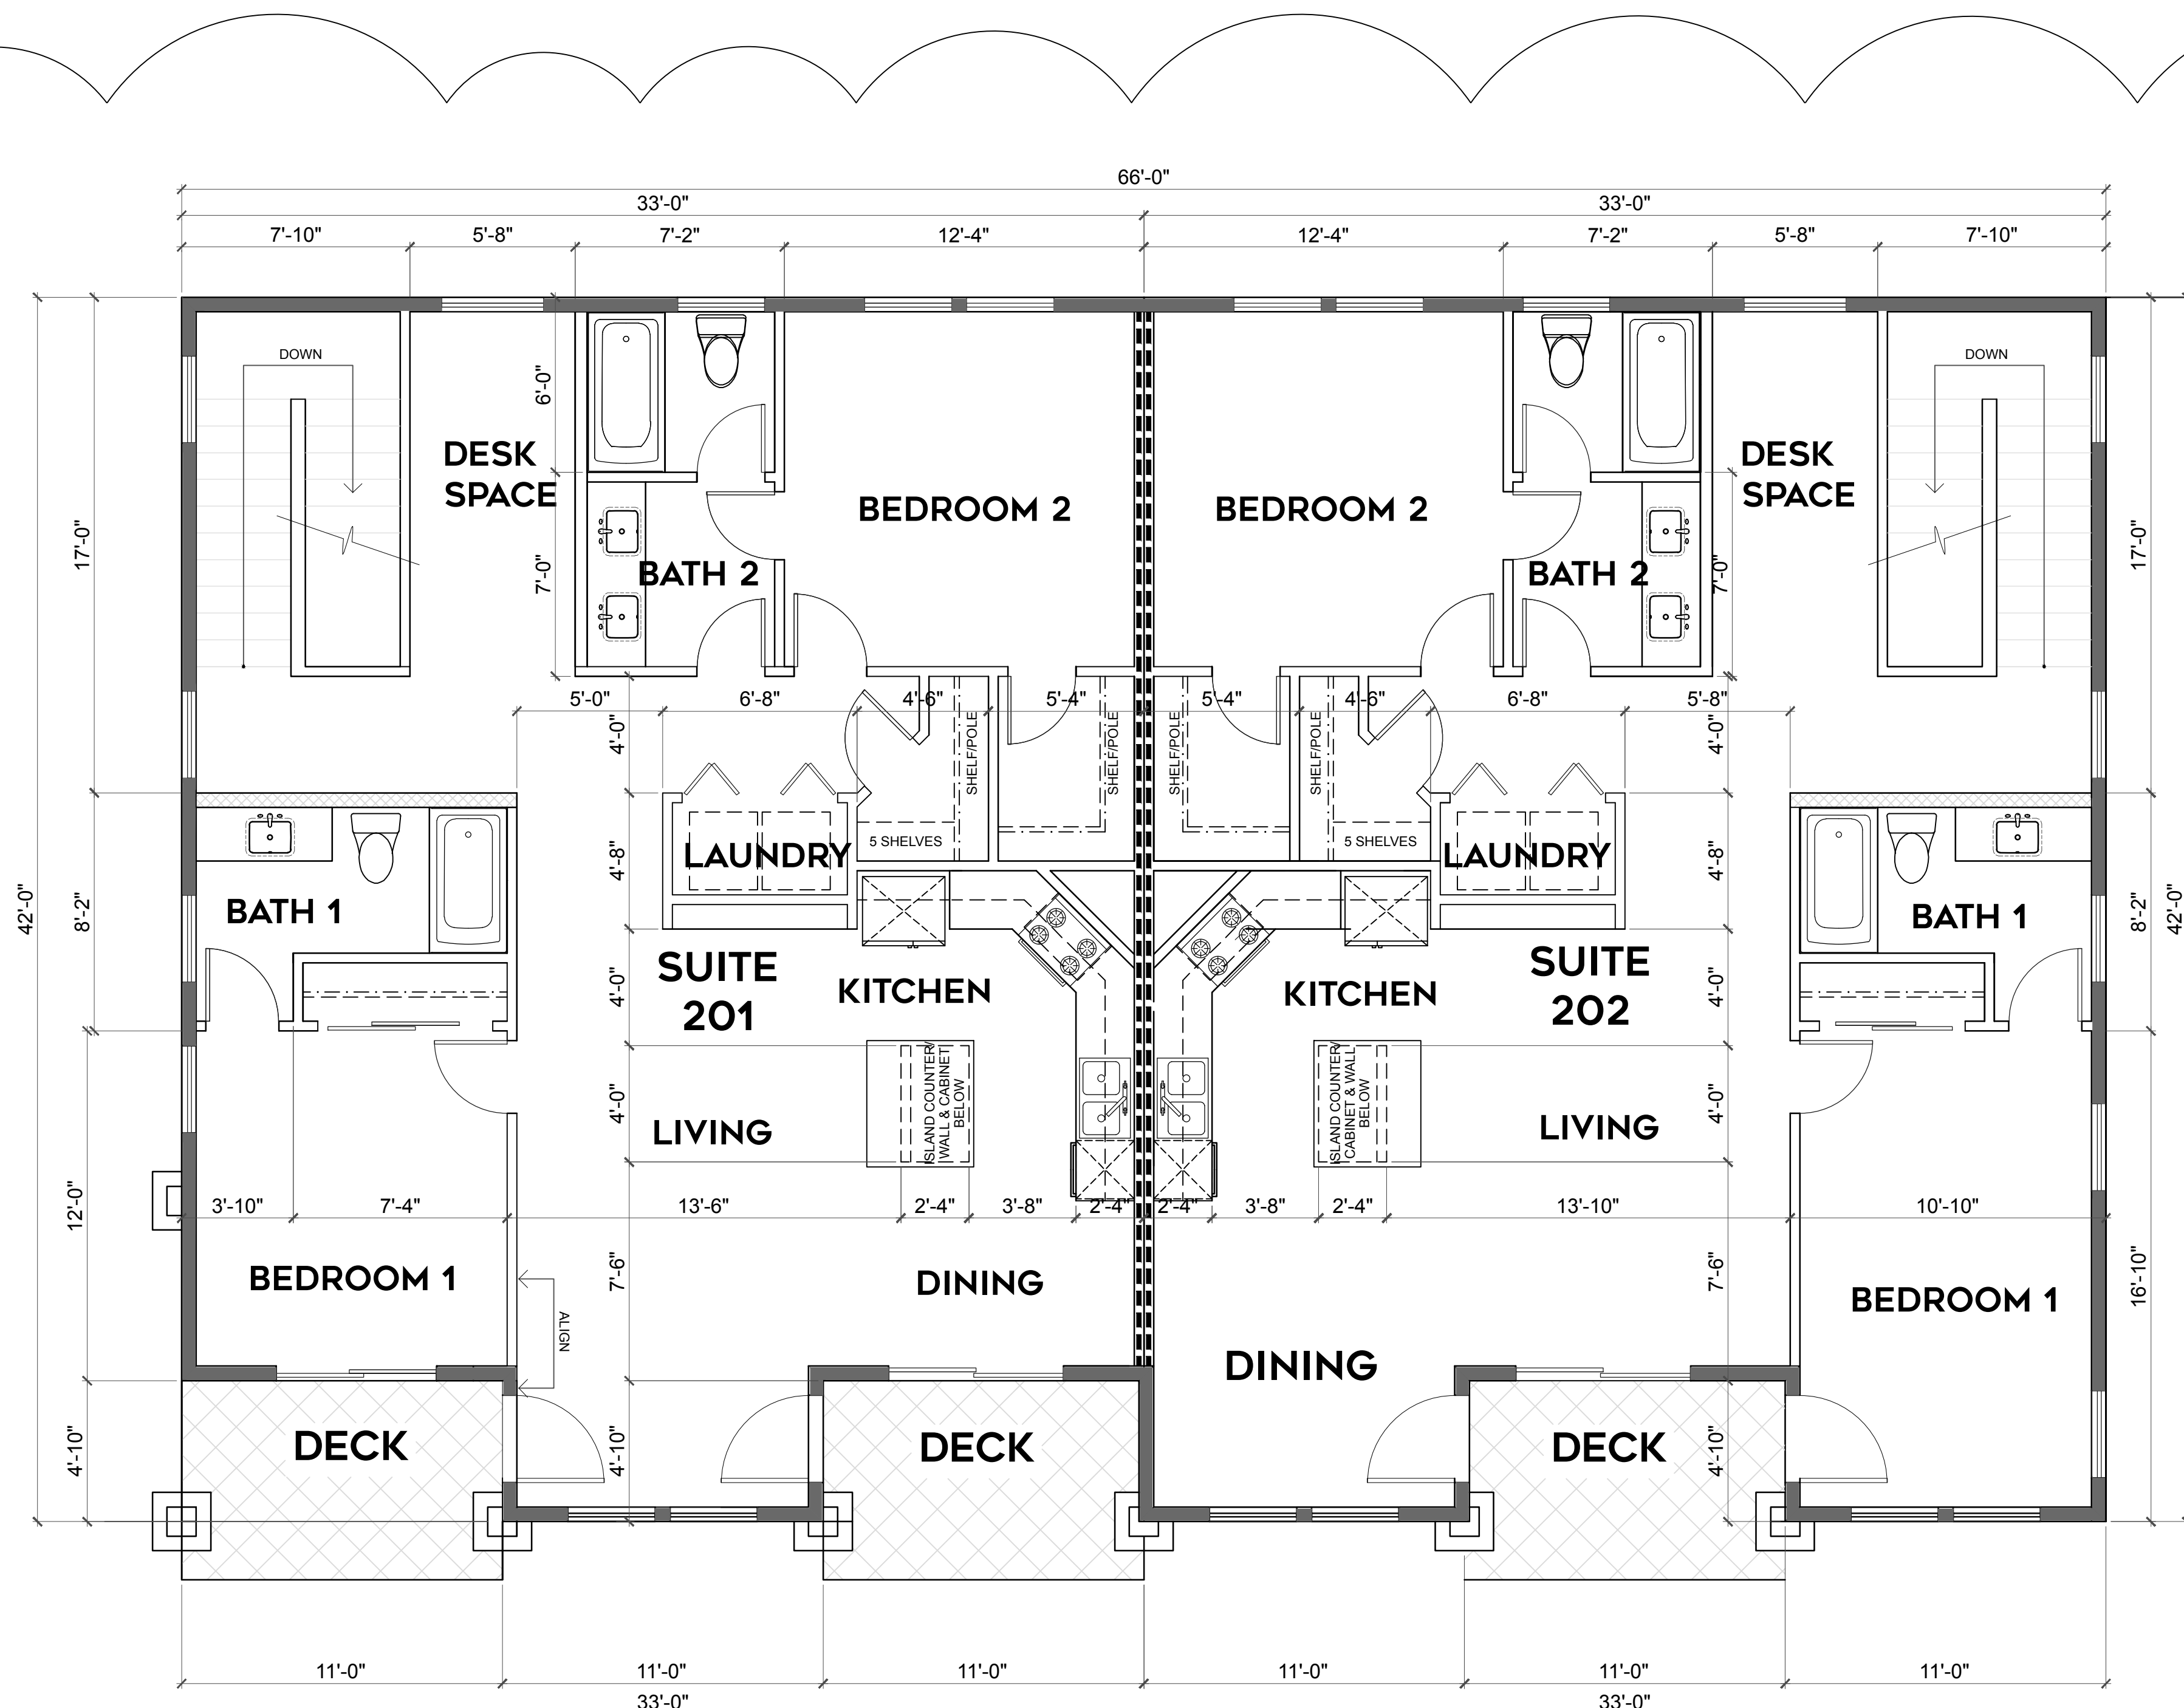 66'-0"
33'-0"
33'-0"
7'-10"
5'-8"
7'-2"
12'-4"
12'-4"
7'-2"
5'-8"
7'-10"
DOWN
DOWN
6'-0"
DESK
SPACE
DESK
SPACE
BEDROOM 2
BEDROOM 2
17'-0"
7'-0"
BATH 2
BATH 2
7'-0"
17'-0"
5'-0"
6'-8"
4'-6"
5'-4"
5'-4"
4'-6"
6'-8"
5'-8"
4'-0"
SHELF/POLE
SHELF/POLE
SHELF/POLE
SHELF/POLE
4'-0"
42'-0"
8'-2"
4'-8"
LAUNDRY
5 SHELVES
5 SHELVES
LAUNDRY
4'-8"
8'-2"
42'-0"
BATH 1
BATH 1
SUITE
201
KITCHEN
KITCHEN
SUITE
202
4'-0"
4'-0"
4'-0"
ISLAND COUNTER/
WALL & CABINET
BELOW
ISLAND COUNTER/
CABINET & WALL
BELOW
4'-0"
LIVING
LIVING
12'-0"
3'-10"
7'-4"
13'-6"
2'-4"
3'-8"
2'-4"
2'-4"
3'-8"
2'-4"
13'-10"
10'-10"
BEDROOM 1
7'-6"
DINING
7'-6"
BEDROOM 1
16'-10"
ALIGN
DINING
4'-10"
DECK
4'-10"
DECK
DECK
4'-10"
11'-0"
11'-0"
11'-0"
11'-0"
11'-0"
11'-0"
33'-0"
33'-0"